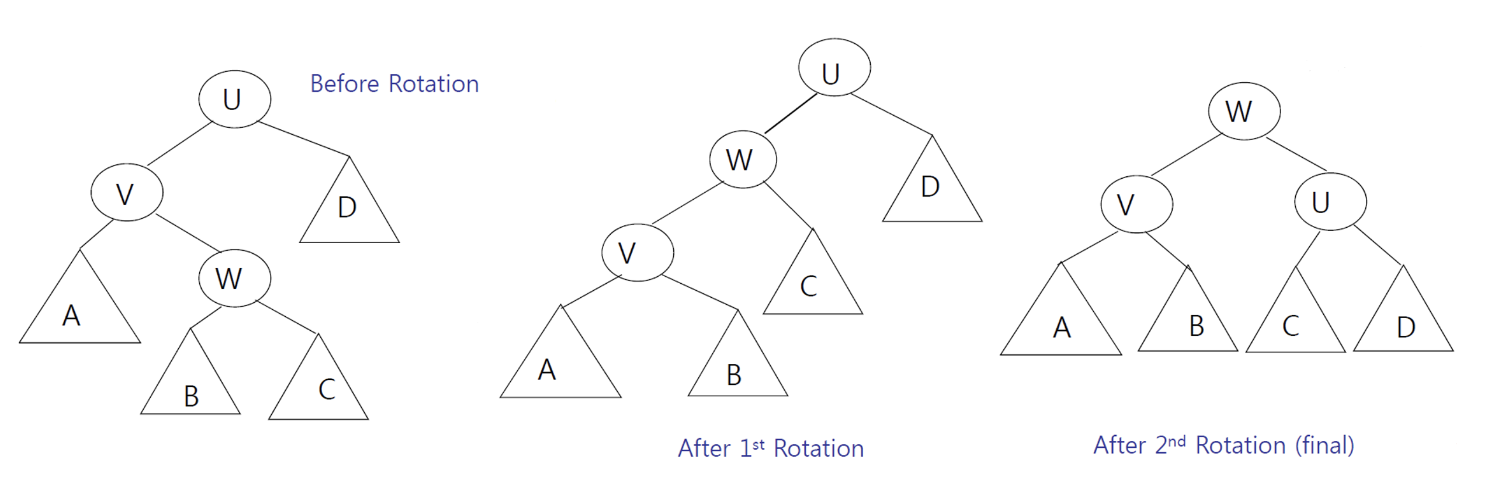 Before Rotation
U
V
D
A
W
B
C
U
W
D
V
C
A
B
After 1st Rotation
W
V
U
A
B
C
D
After 2nd Rotation (final)